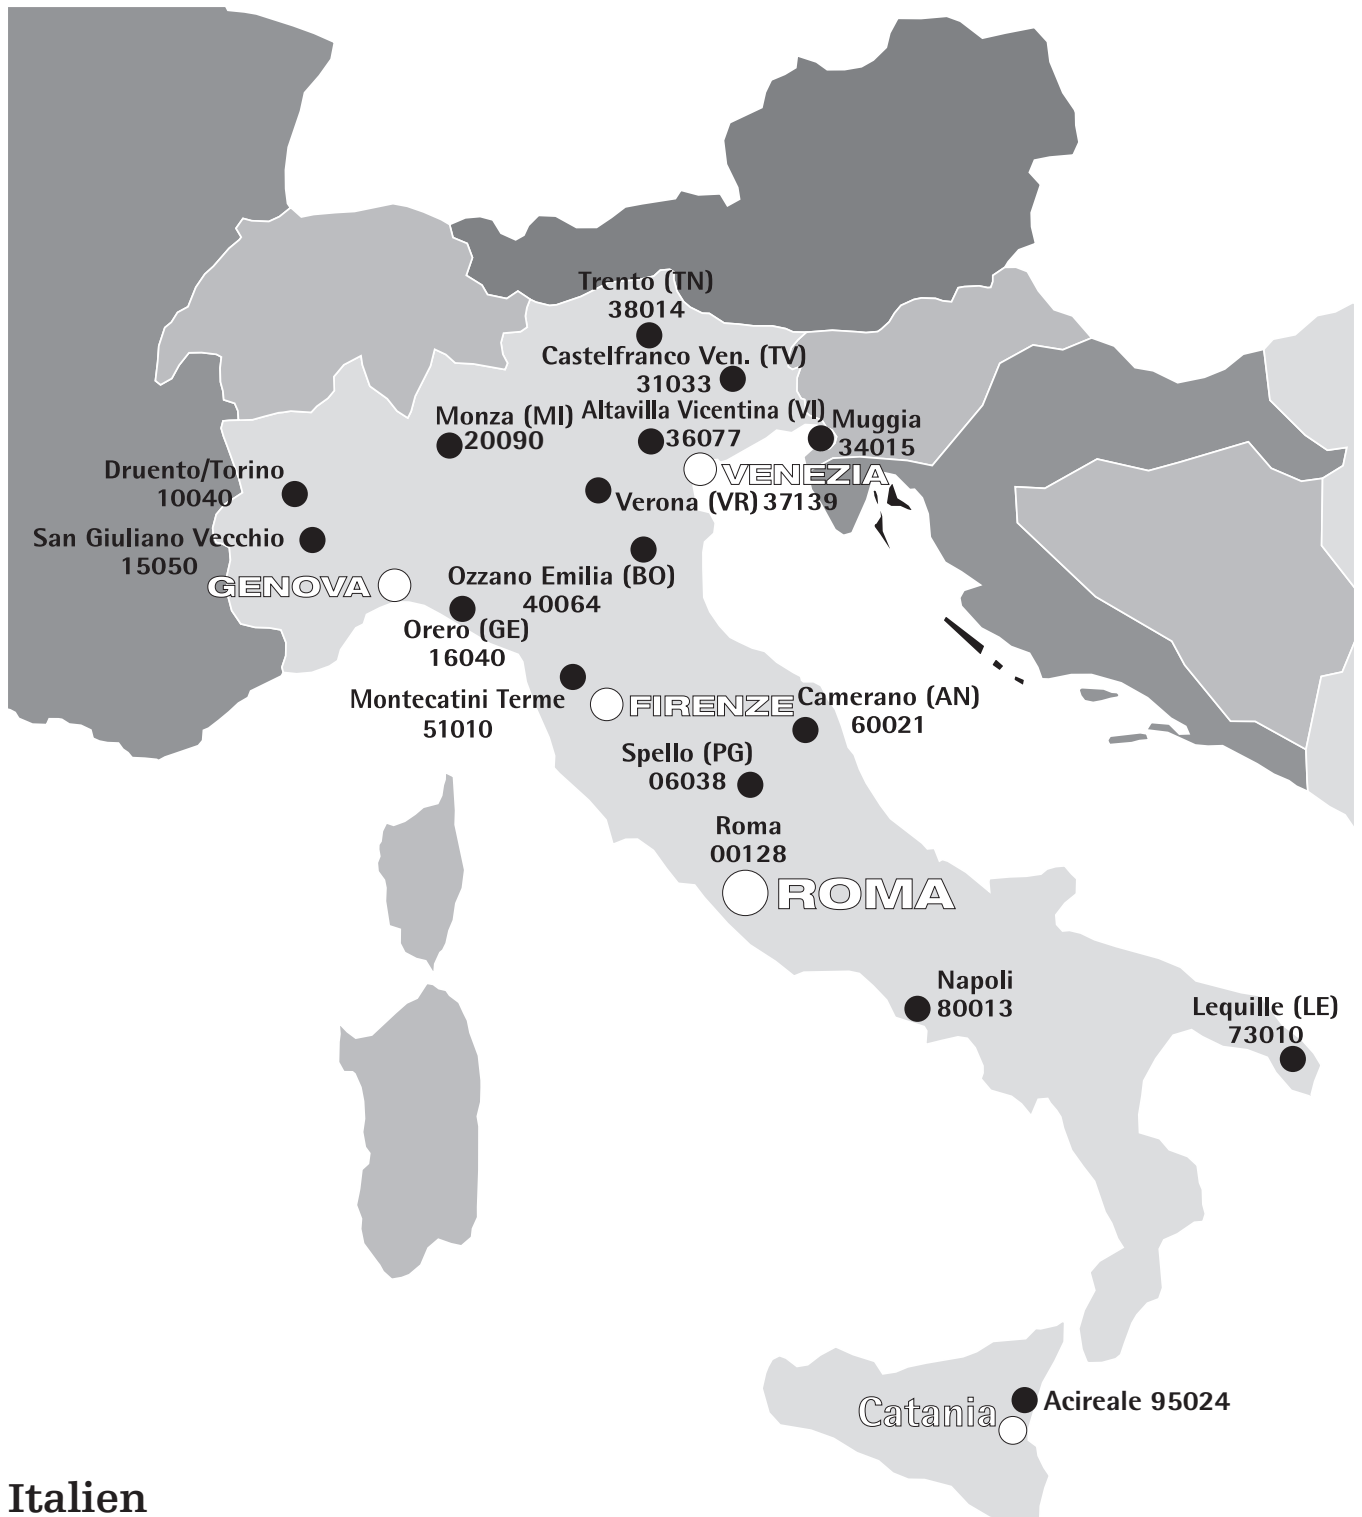 Trento (TN)
38014
Castelfranco Ven. (TV)
31033
Monza (MI)
20090
Altavilla Vicentina (VI)
36077
Muggia
34015
VENEZIA
Druento/Torino
10040
Verona (VR) 37139
San Giuliano Vecchio
15050
GENOVA
Ozzano Emilia (BO)
40064
Orero (GE)
16040
Montecatini Terme
51010
FIRENZE
Camerano (AN)
60021
Spello (PG)
06038
Roma
00128
ROMA
Napoli
80013
Lequille (LE)
73010
Acireale 95024
Catania
Italien